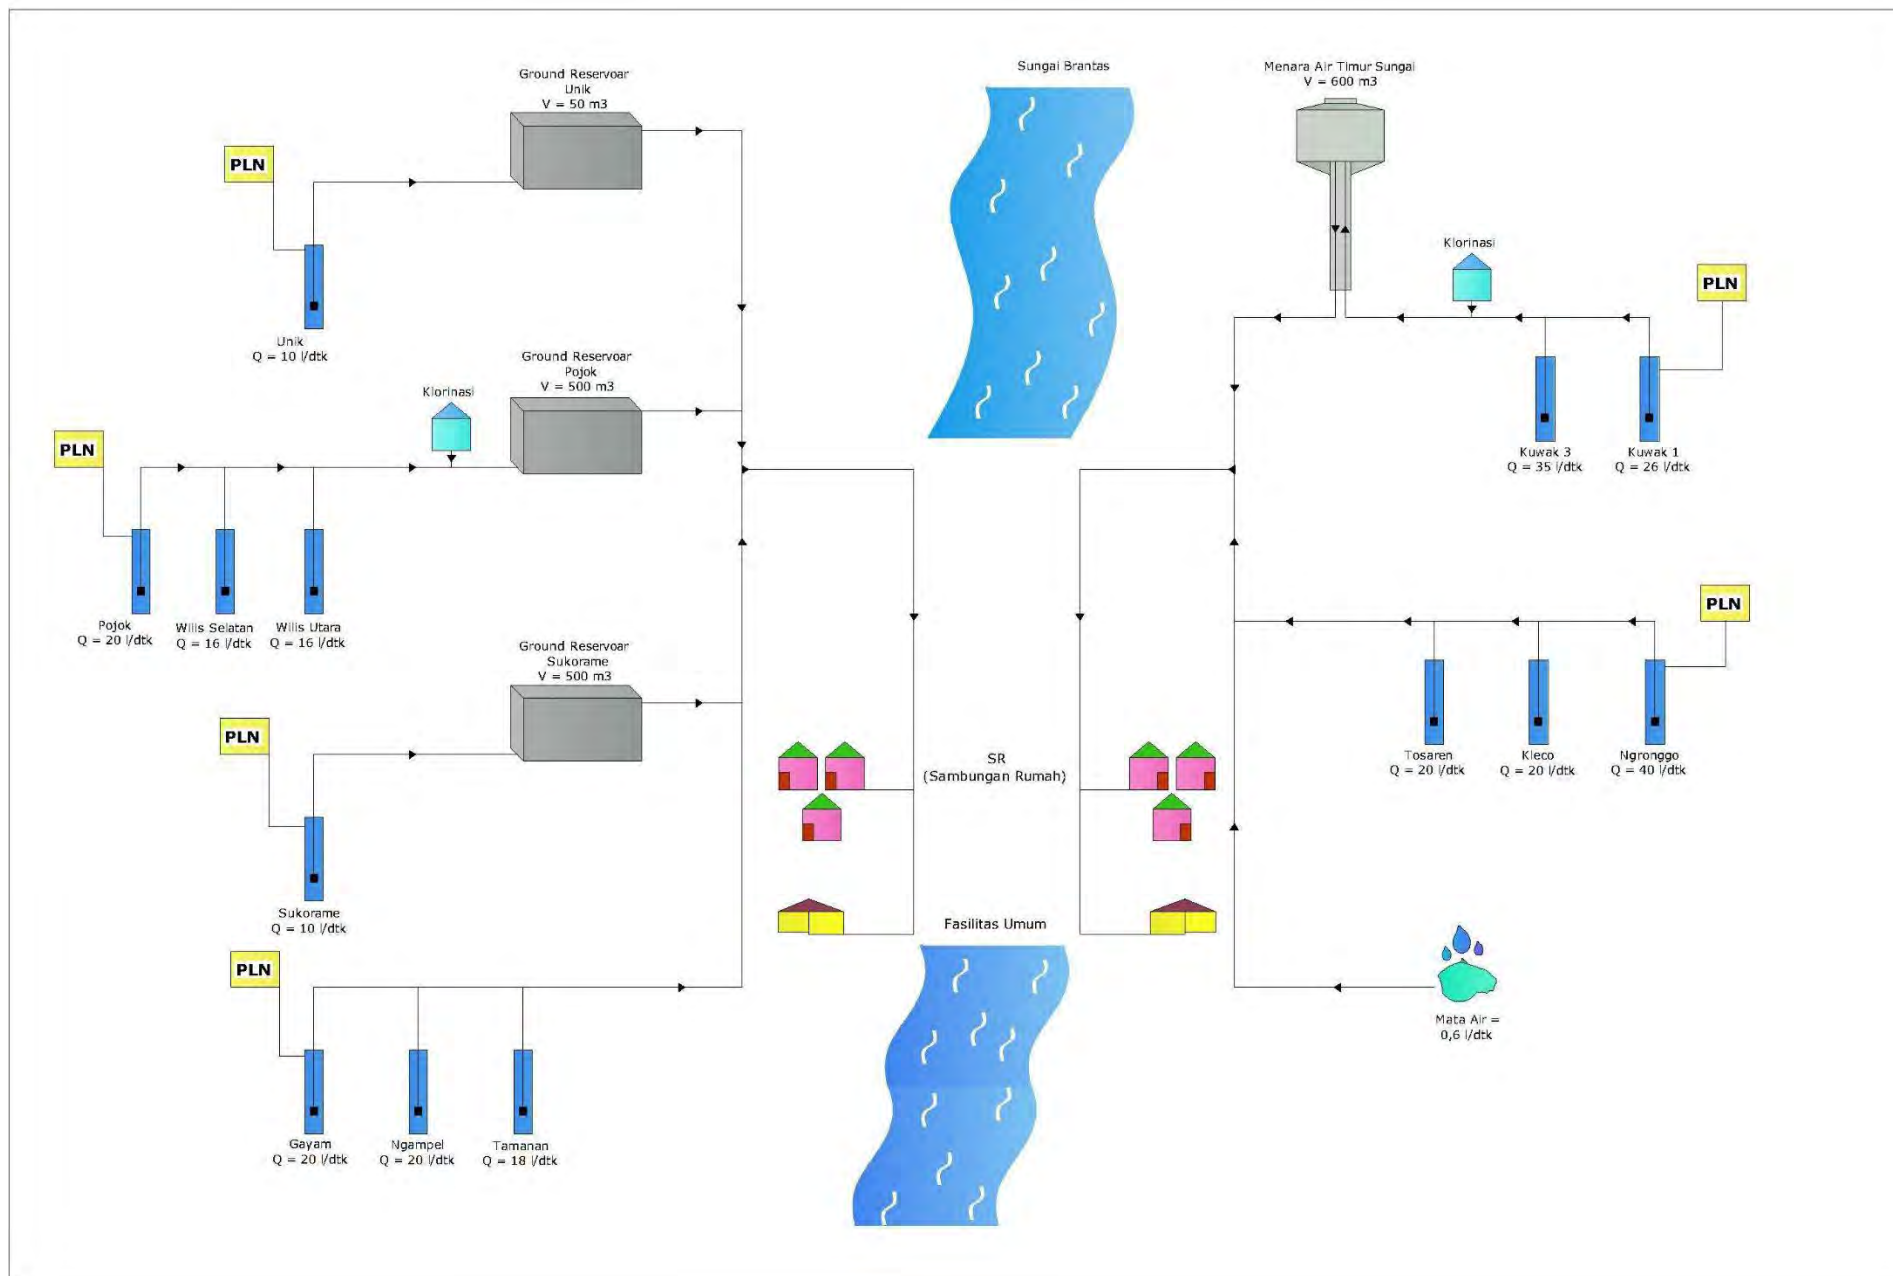 Ground Reservoar
Unik
V = 50 m3
PLN
Unik
Q = 10 l/dtk
Ground Reservoar
Pojok
V = 500 m3
Klorinasi
PLN
Pojok
Q = 20 l/dtk
Wilis Selatan
Q = 16 l/dtk
Wilis Utara
Q = 16 l/dtk
Ground Reservoar
Sukorame
V = 500 m3
PLN
Sukorame
Q = 10 l/dtk
PLN
Gayam
Q = 20 l/dtk
Ngampel
Q = 20 l/dtk
Tamanan
Q = 18 l/dtk
Sungai Brantas
SR
(Sambungan Rumah)
Fasilitas Umum
Menara Air Timur Sungai
V = 600 m3
Klorinasi
PLN
Kuwak 3
Q = 35 l/dtk
Kuwak 1
Q = 26 l/dtk
PLN
Tosaren
Q = 20 l/dtk
Kleco
Q = 20 l/dtk
Ngronggo
Q = 40 l/dtk
Mata Air =
0,6 l/dtk